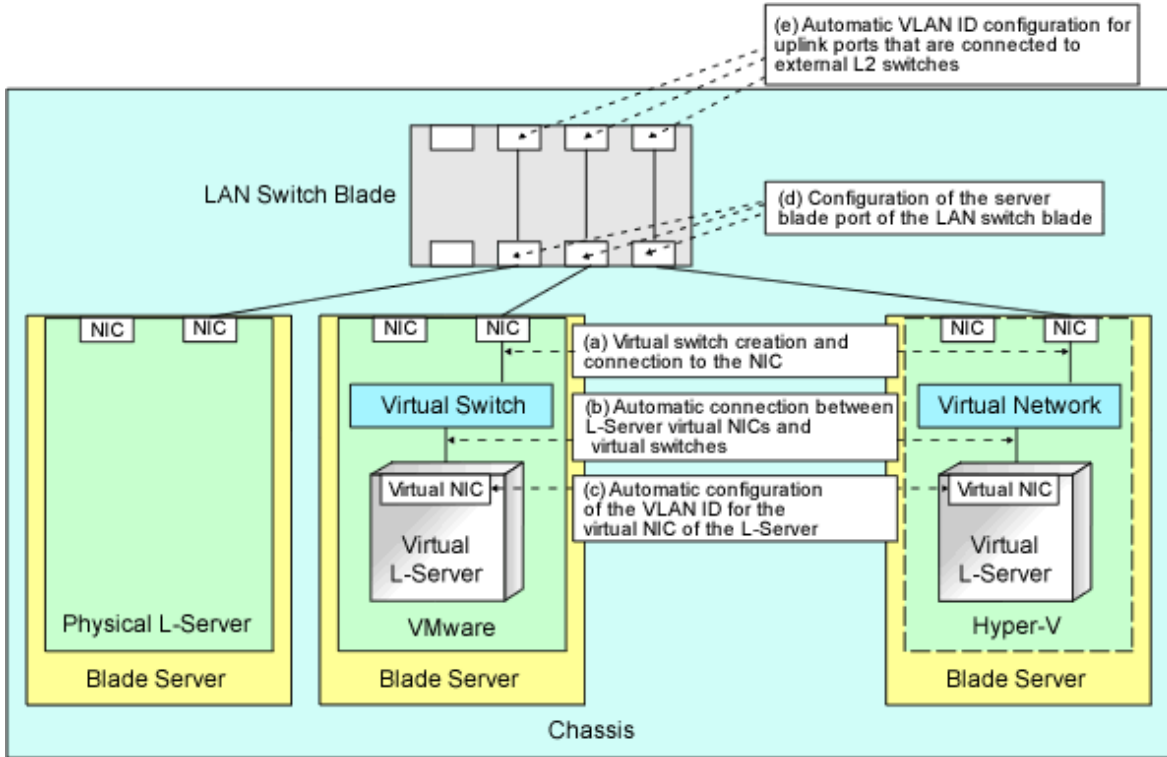 (e) Automatic VLAN ID configuration for
uplink ports that are connected to
external L2 switches
LAN Switch Blade
(d) Configuration of the server
blade port of the LAN switch blade
NIC
NIC
NIC
NIC
NIC
NIC
(a) Virtual switch creation and
connection to the NIC
Virtual Switch
Virtual Network
(b) Automatic connection between
L-Server virtual NICs and
virtual switches
Virtual NIC
Virtual NIC
(c) Automatic configuration
of the VLAN ID for the
virtual NIC of the L-Server
Virtual
L-Server
Virtual
L-Server
Physical L-Server
VMware
Hyper-V
Blade Server
Blade Server
Blade Server
Chassis